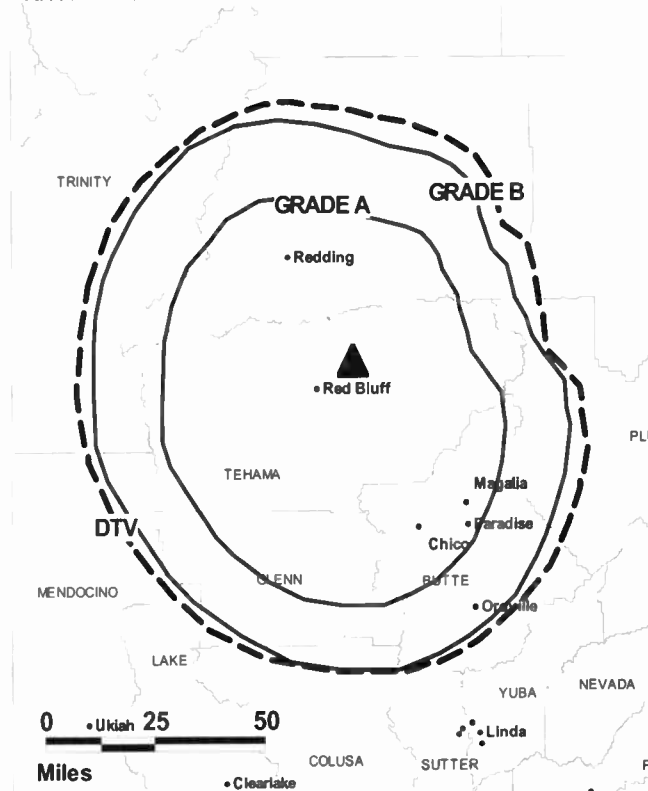 TRINITY
GRADE A
GRADE B
Redding
Red Bluff
PLU
TEHAMA
Magalia
Paradise
DTV
Chico
GLENN
BUTTE
MENDOCINO
Oroville
LAKE
YUBA
NEVADA
0 25 50
Ukiah
Linda
Miles
COLUSA
SUTTER
Clearlake